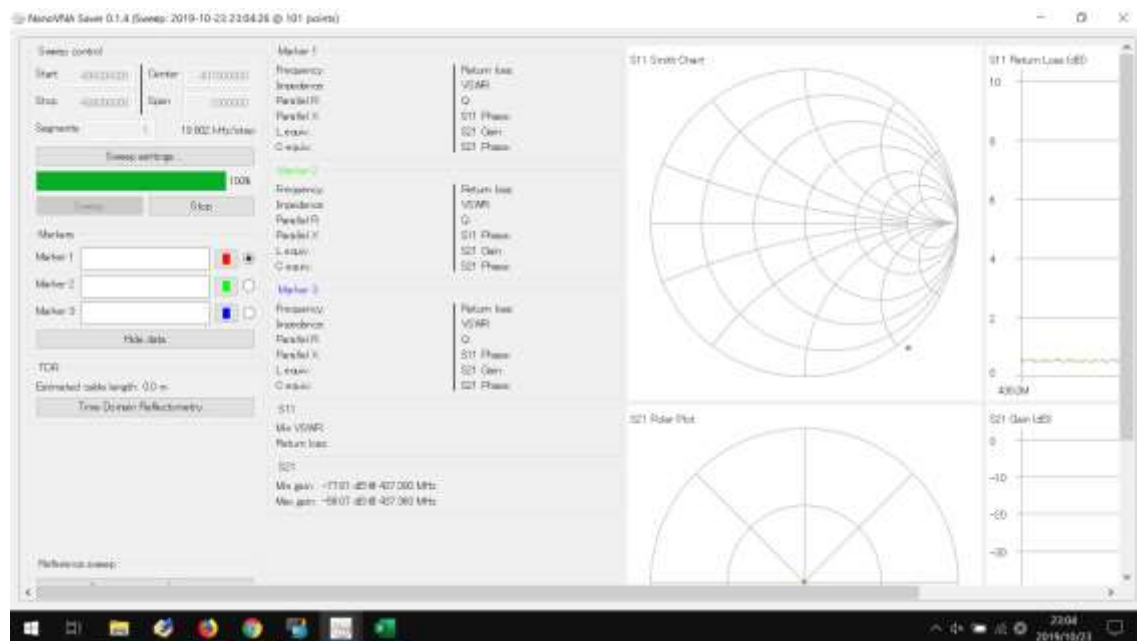 NanoVNA Saver 0.1.4 (Sweep: 2019-10-23 23:04:26 @ 101 points)
Sweep control
Start
Center
Stop
Span
Segments
1
Sweep settings ...
100%
Sweep
Stop
Markers
Marker 1
Marker 2
Marker 3
Hide data
TDR
Estimated cable length: 0.0 m
Time Domain Reflectometry ...
Reference sweep
Marker 1
Frequency:
Impedance:
Parallel R:
Parallel X:
L equiv.:
C equiv.:
Return loss:
VSWR:
Q:
S11 Phase:
S21 Gain:
S21 Phase:
Marker 2
Frequency:
Impedance:
Parallel R:
Parallel X:
L equiv.:
C equiv.:
Return loss:
VSWR:
Q:
S11 Phase:
S21 Gain:
S21 Phase:
Marker 3
Frequency:
Impedance:
Parallel R:
Parallel X:
L equiv.:
C equiv.:
Return loss:
VSWR:
Q:
S11 Phase:
S21 Gain:
S21 Phase:
S11
Min VSWR:
Return loss:
S21
Min gain:
Max gain:
S11 Smith Chart
S11 Return Loss (dB)
10
8
6
4
2
0
S21 Polar Plot
S21 Gain (dB)
0
-10
-20
-30
23:04
2019/10/23